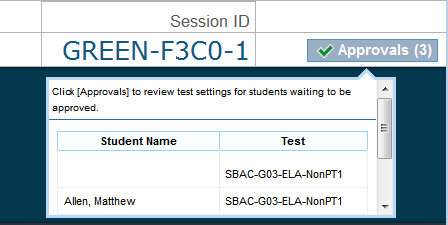 Session ID
GREEN-F3C0-1
Approvals (3)
Click [Approvals] to review test settings for students waiting to be
approved.
Student Name Test
SBAC-G03-ELA-NonPT1
Allen, Matthew SBAC-G03-ELA-NonPT1